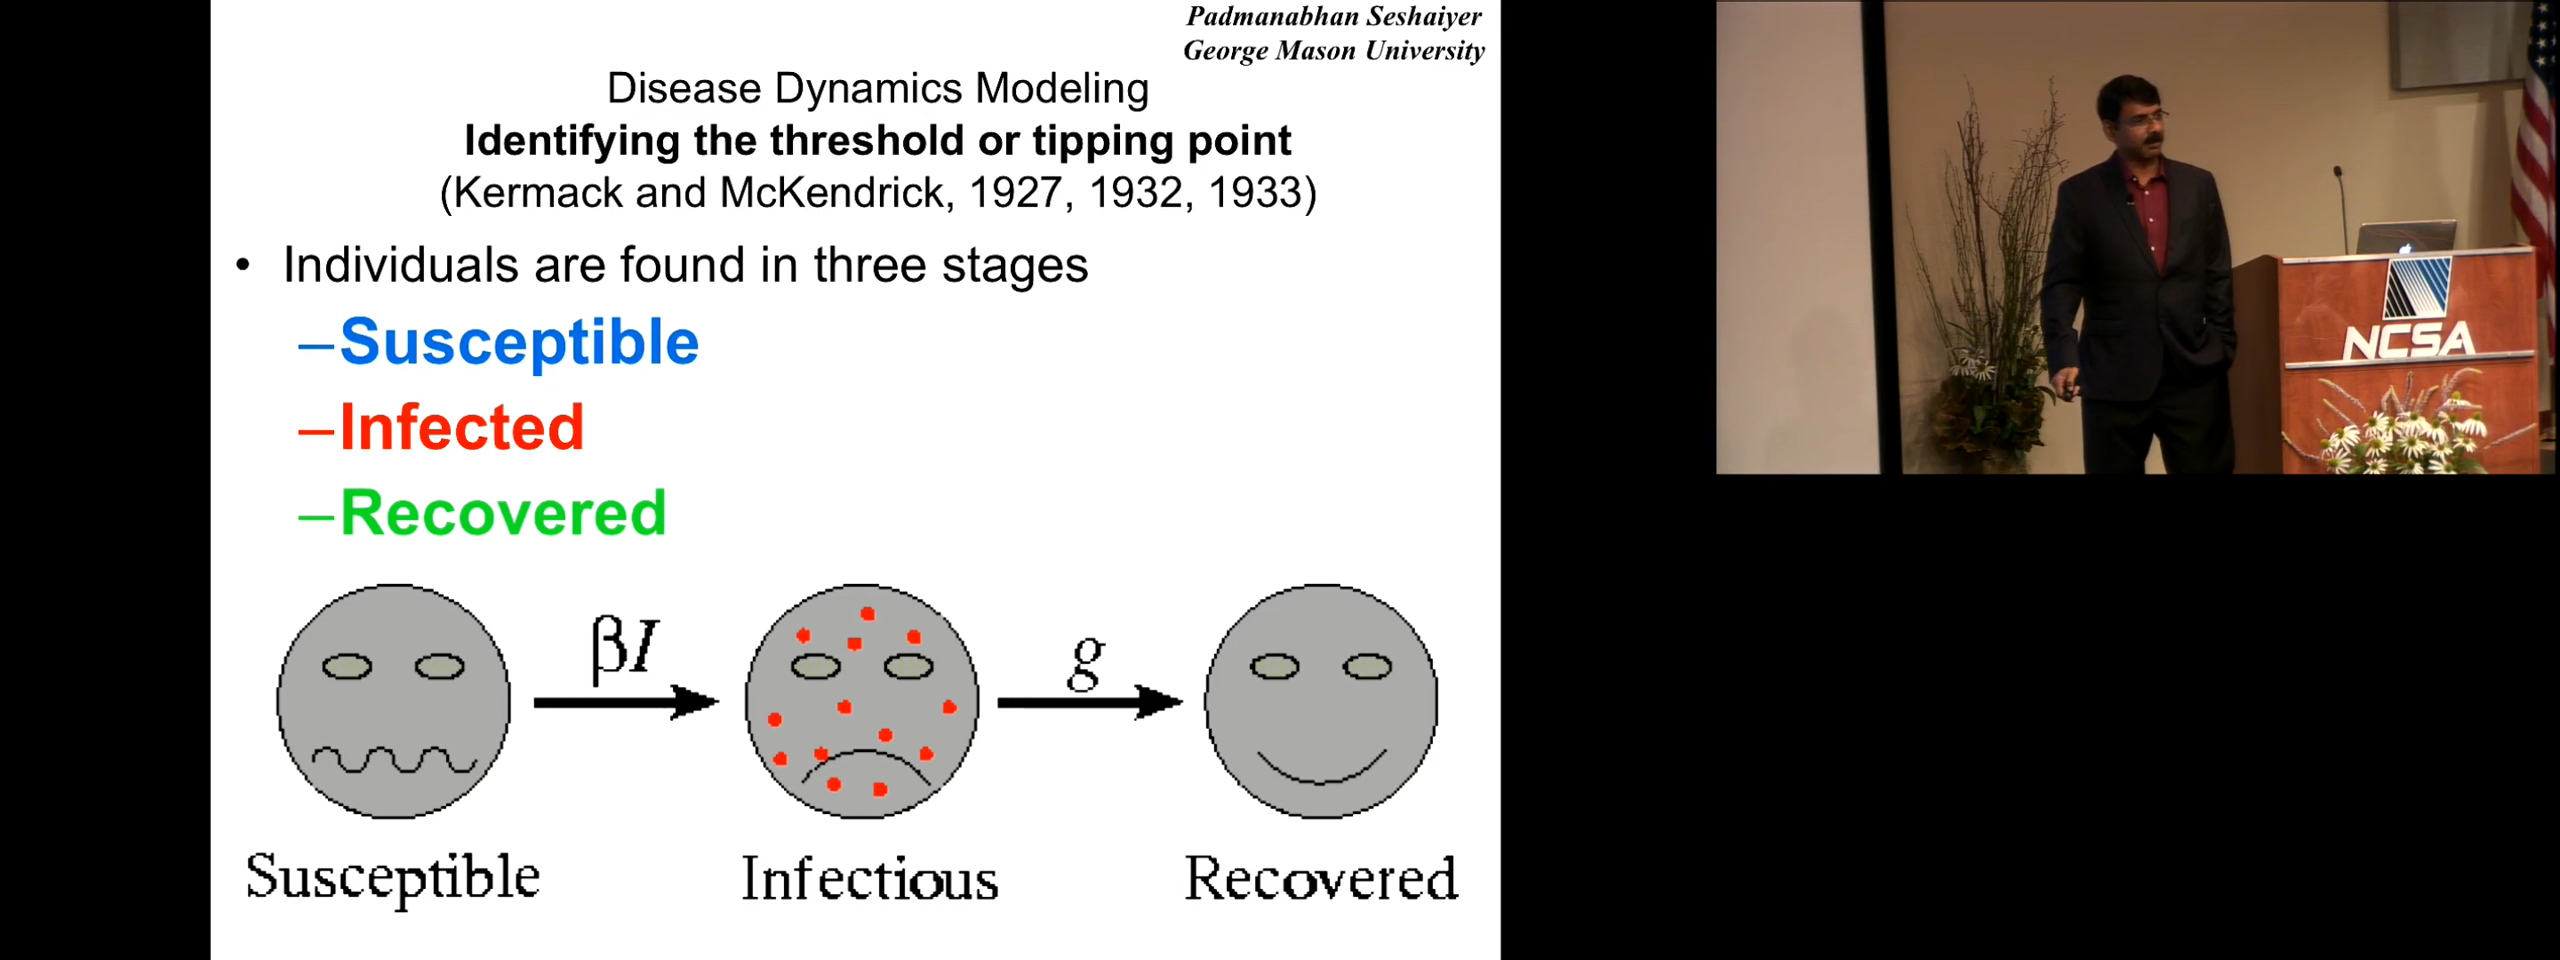 Padmanabhan Seshaiyer
George Mason University
Disease Dynamics Modeling
Identifying the threshold or tipping point
(Kermack and McKendrick, 1927, 1932, 1933)
• Individuals are found in three stages
–Susceptible
–Infected
–Recovered
βI
g
Susceptible
Infectious
Recovered
NCSA